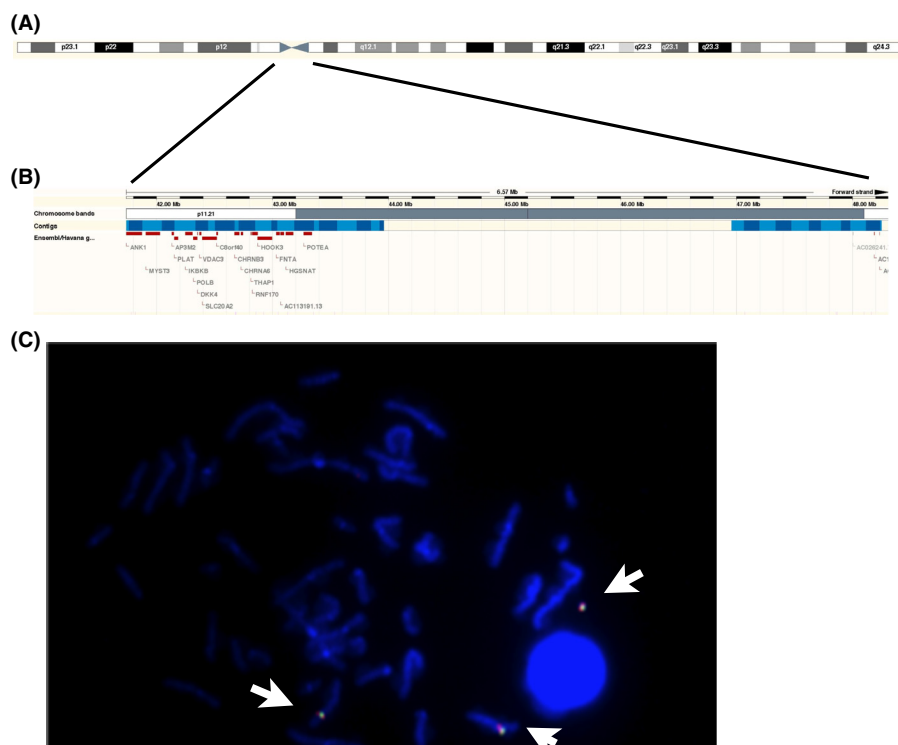 (A)
p23.1 p22 p12 q12.1 q21.3 q22.1 q22.3 q23.1 q23.3 q24.3
(B)
6.57 Mb Forward strand
42.00 Mb 43.00 Mb 44.00 Mb 45.00 Mb 46.00 Mb 47.00 Mb 48.00 Mb
Chromosome bands p11.21
Contigs
Ensembl/Havana g...
ANK1 AP3M2 C8orf40 HOOK3 POTEA AC026241.
PLAT VDAC3 CHRNB3 FNTA
MYST3 IKBKB CHRNA6 HGSNAT
POLB THAP1
DKK4 RNF170
SLC20A2 AC113191.13
(C)